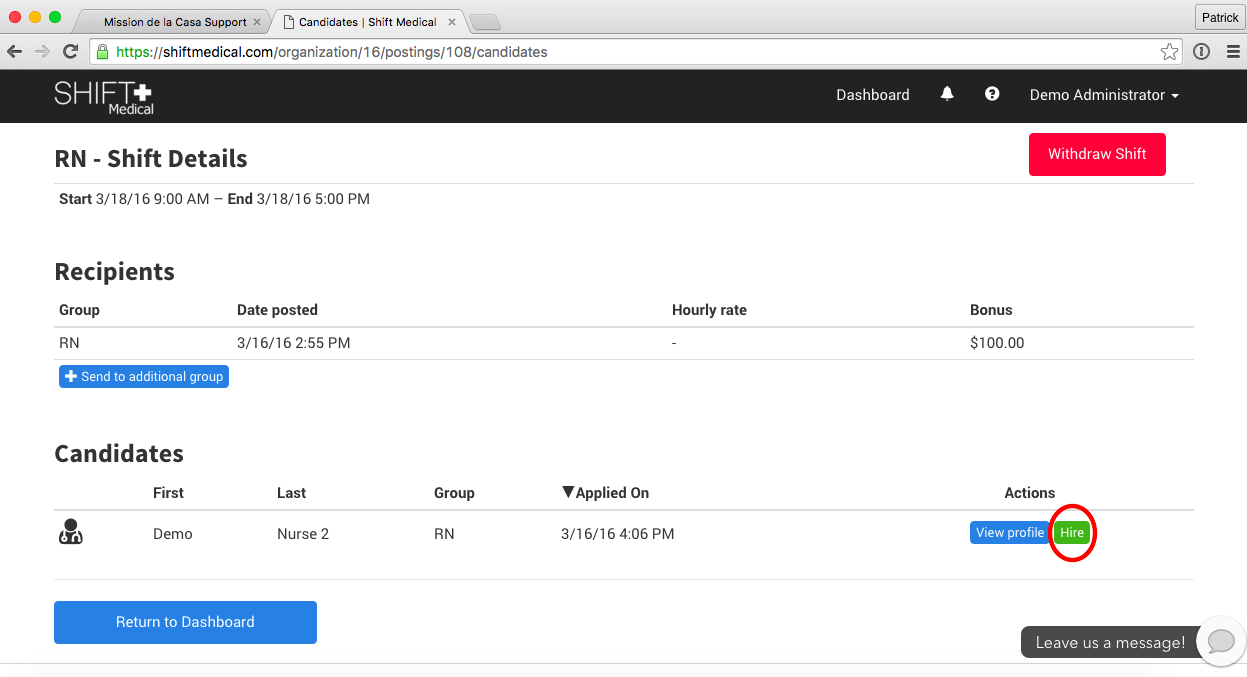 Mission de la Casa Support
Candidates | Shift Medical
Patrick
https://shiftmedical.com/organization/16/postings/108/candidates
SHIFT Medical
Dashboard
Demo Administrator
RN - Shift Details
Withdraw Shift
Start 3/18/16 9:00 AM – End 3/18/16 5:00 PM
Recipients
Group Date posted Hourly rate Bonus
RN 3/16/16 2:55 PM - $100.00
Send to additional group
Candidates
First Last Group ▼Applied On Actions
Demo Nurse 2 RN 3/16/16 4:06 PM View profile Hire
Return to Dashboard
Leave us a message!